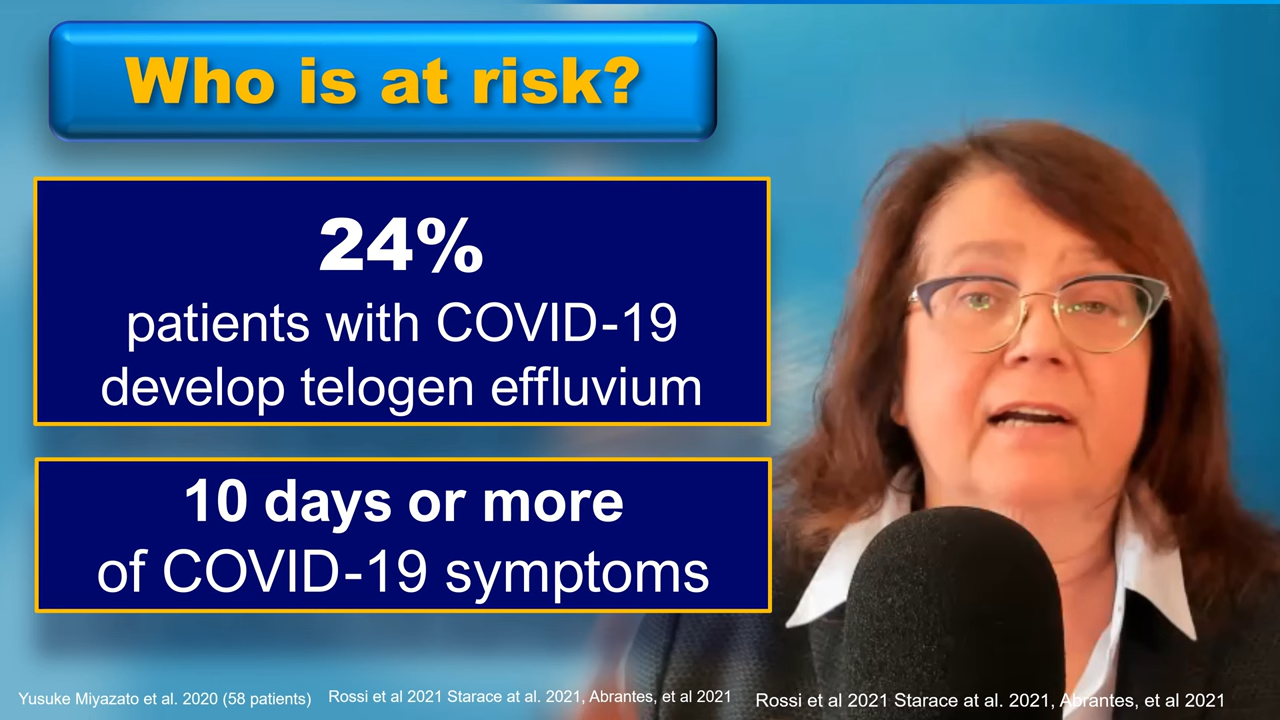 Who is at risk?
24%
patients with COVID-19
develop telogen effluvium
10 days or more
of COVID-19 symptoms
Yusuke Miyazato et al. 2020 (58 patients)
Rossi et al 2021 Starace at al. 2021, Abrantes, et al 2021
Rossi et al 2021 Starace at al. 2021, Abrantes, et al 2021